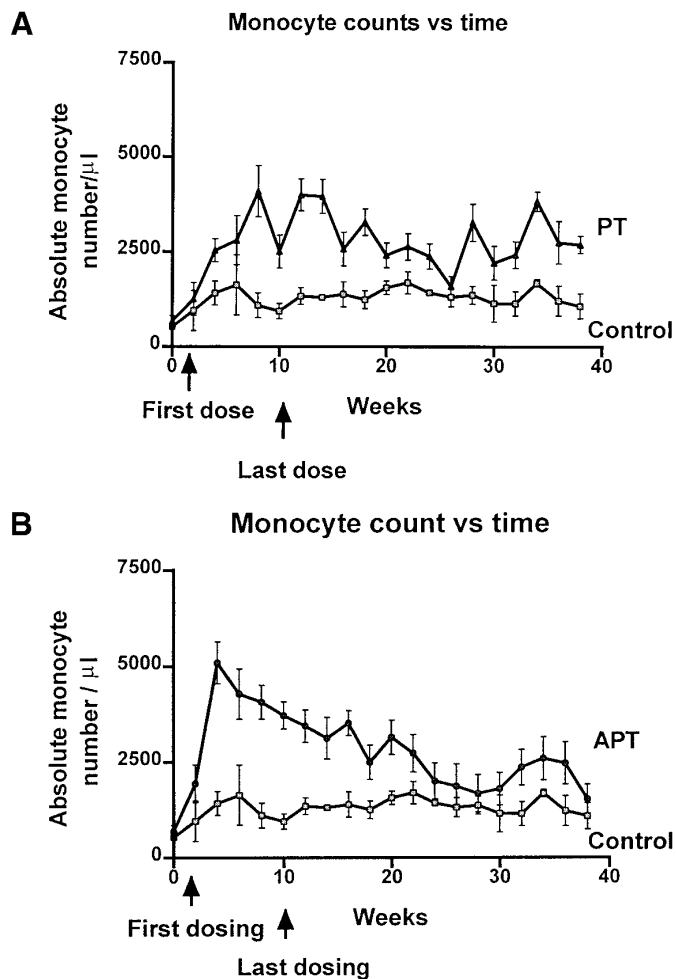 A
Monocyte counts vs time
Absolute monocyte
number/µl
7500
5000
2500
0
PT
Control
0 10 20 30 40
First dose
Weeks
Last dose
B
Monocyte count vs time
Absolute monocyte
number / µl
7500
5000
2500
0
APT
Control
0 10 20 30 40
First dosing
Weeks
Last dosing